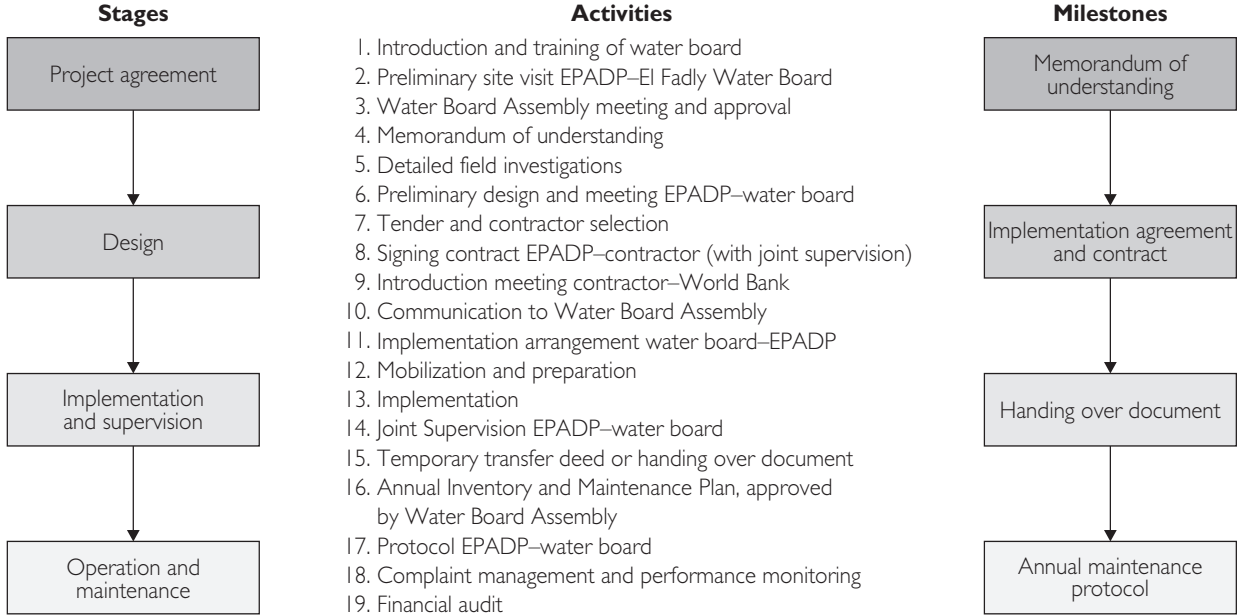 Stages
Project agreement
Design
Implementation
and supervision
Operation and
maintenance
Activities
1. Introduction and training of water board
2. Preliminary site visit EPADP–El Fadly Water Board
3. Water Board Assembly meeting and approval
4. Memorandum of understanding
5. Detailed field investigations
6. Preliminary design and meeting EPADP–water board
7. Tender and contractor selection
8. Signing contract EPADP–contractor (with joint supervision)
9. Introduction meeting contractor–World Bank
10. Communication to Water Board Assembly
11. Implementation arrangement water board–EPADP
12. Mobilization and preparation
13. Implementation
14. Joint Supervision EPADP–water board
15. Temporary transfer deed or handing over document
16. Annual Inventory and Maintenance Plan, approved
by Water Board Assembly
17. Protocol EPADP–water board
18. Complaint management and performance monitoring
19. Financial audit
Milestones
Memorandum of
understanding
Implementation agreement
and contract
Handing over document
Annual maintenance
protocol